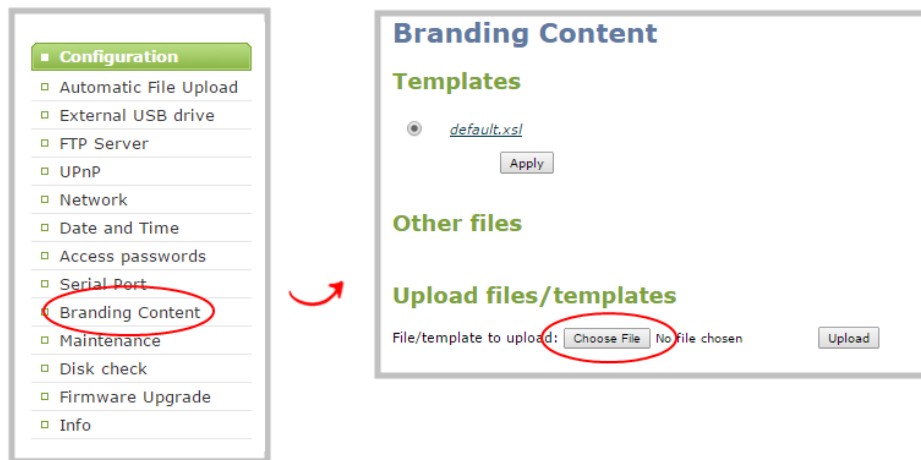 Configuration
Automatic File Upload
External USB drive
FTP Server
UPnP
Network
Date and Time
Access passwords
Serial Port
Branding Content
Maintenance
Disk check
Firmware Upgrade
Info
Branding Content
Templates
default.xsl
Apply
Other files
Upload files/templates
File/template to upload: Choose File No file chosen Upload